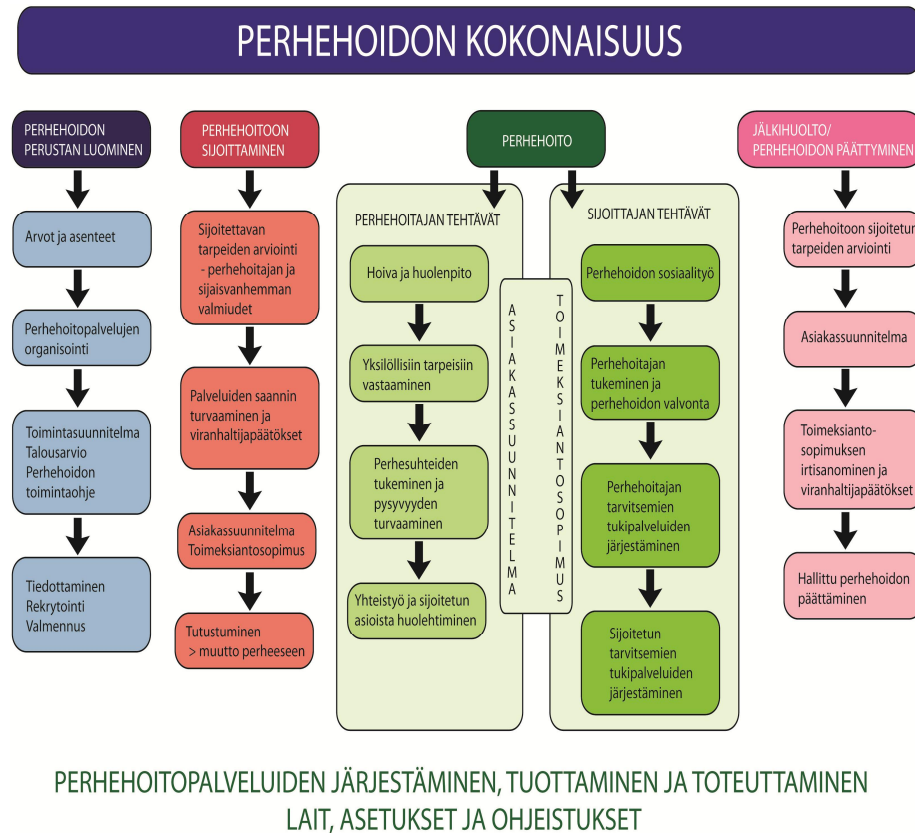 PERHEHOIDON KOKONAISUUS
PERHEHOIDON
PERUSTAN LUOMINEN
Arvot ja asenteet
Perhehoitopalvelujen
organisointi
Toimintasuunnitelma
Talousarvio
Perhehoidon
toimintaohje
Tiedottaminen
Rekrytointi
Valmennus
PERHEHOITOON
SIJOITTAMINEN
Sijoitettavan
tarpeiden arviointi
- perhehoitajan ja
sijaisvanhemman
valmiudet
Palveluiden saannin
turvaaminen ja
viranhaltijapäätökset
Asiakassuunnitelma
Toimeksiantosopimus
Tutustuminen
> muutto perheeseen
PERHEHOITO
PERHEHOITAJAN TEHTÄVÄT
Hoiva ja huolenpito
Yksilöllisiin tarpeisiin
vastaaminen
Perhesuhteiden
tukeminen ja
pysyvyyden
turvaaminen
Yhteistyö ja sijoitetun
asioista huolehtiminen
ASIAKASSUUNNITELMA
TOIMEKSIANTOSOPIMUS
SIJOITTAJAN TEHTÄVÄT
Perhehoidon sosiaalityö
Perhehoitajan
tukeminen ja
perhehoidon valvonta
Perhehoitajan
tarvitsemien
tukipalveluiden
järjestäminen
Sijoitetun
tarvitsemien
tukipalveluiden
järjestäminen
JÄLKIHUOLTO/
PERHEHOIDON PÄÄTTYMINEN
Perhehoitoon sijoitetun
tarpeiden arviointi
Asiakassuunnitelma
Toimeksianto-
sopimuksen
irtisanominen ja
viranhaltijapäätökset
Hallittu perhehoidon
päättäminen
PERHEHOITOPALVELUIDEN JÄRJESTÄMINEN, TUOTTAMINEN JA TOTEUTTAMINEN
LAIT, ASETUKSET JA OHJEISTUKSET